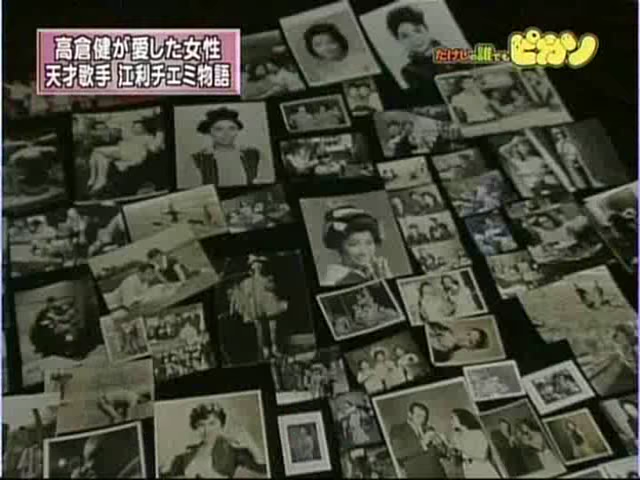 高倉健が愛した女性
天才歌手 江利チエミ物語
たけしの誰でも
ピカソ